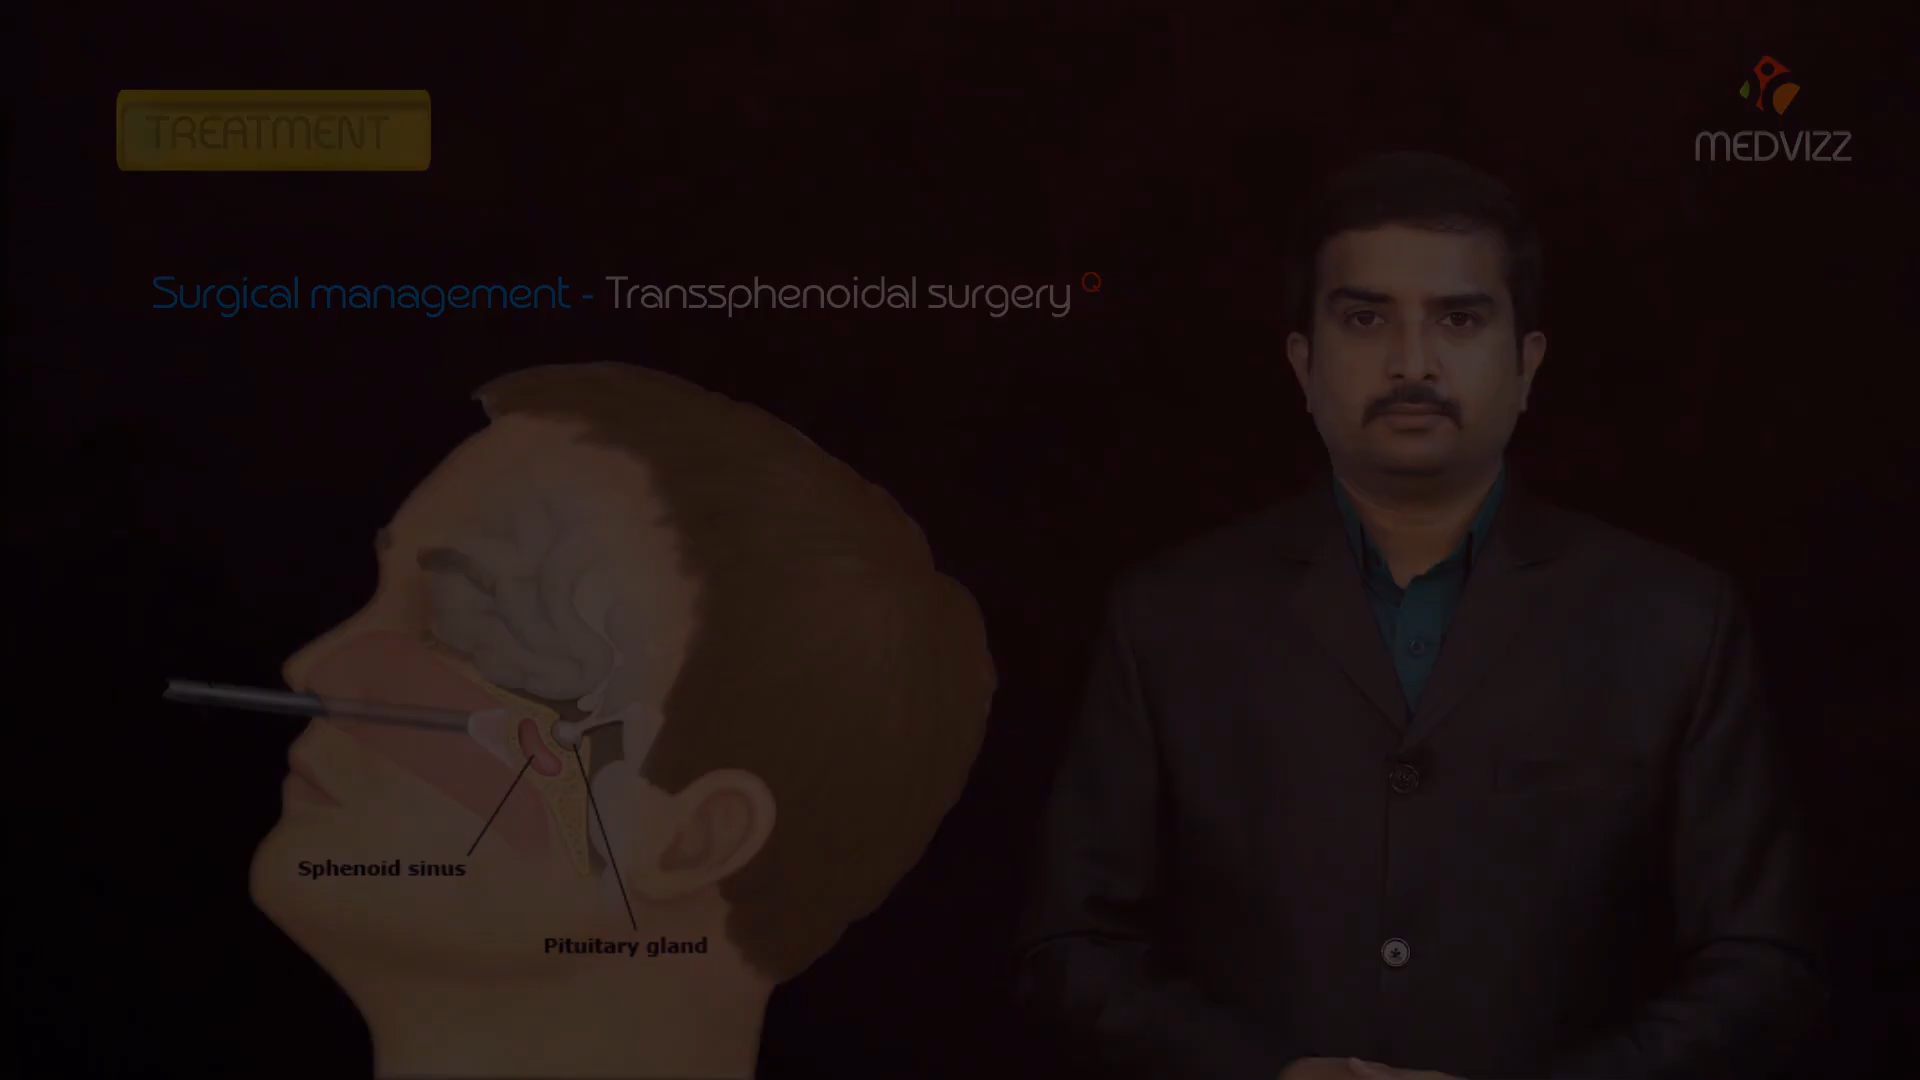 TREATMENT
MEDVIZZ
Surgical management - Transsphenoidal surgery Q
Sphenoid sinus
Pituitary gland